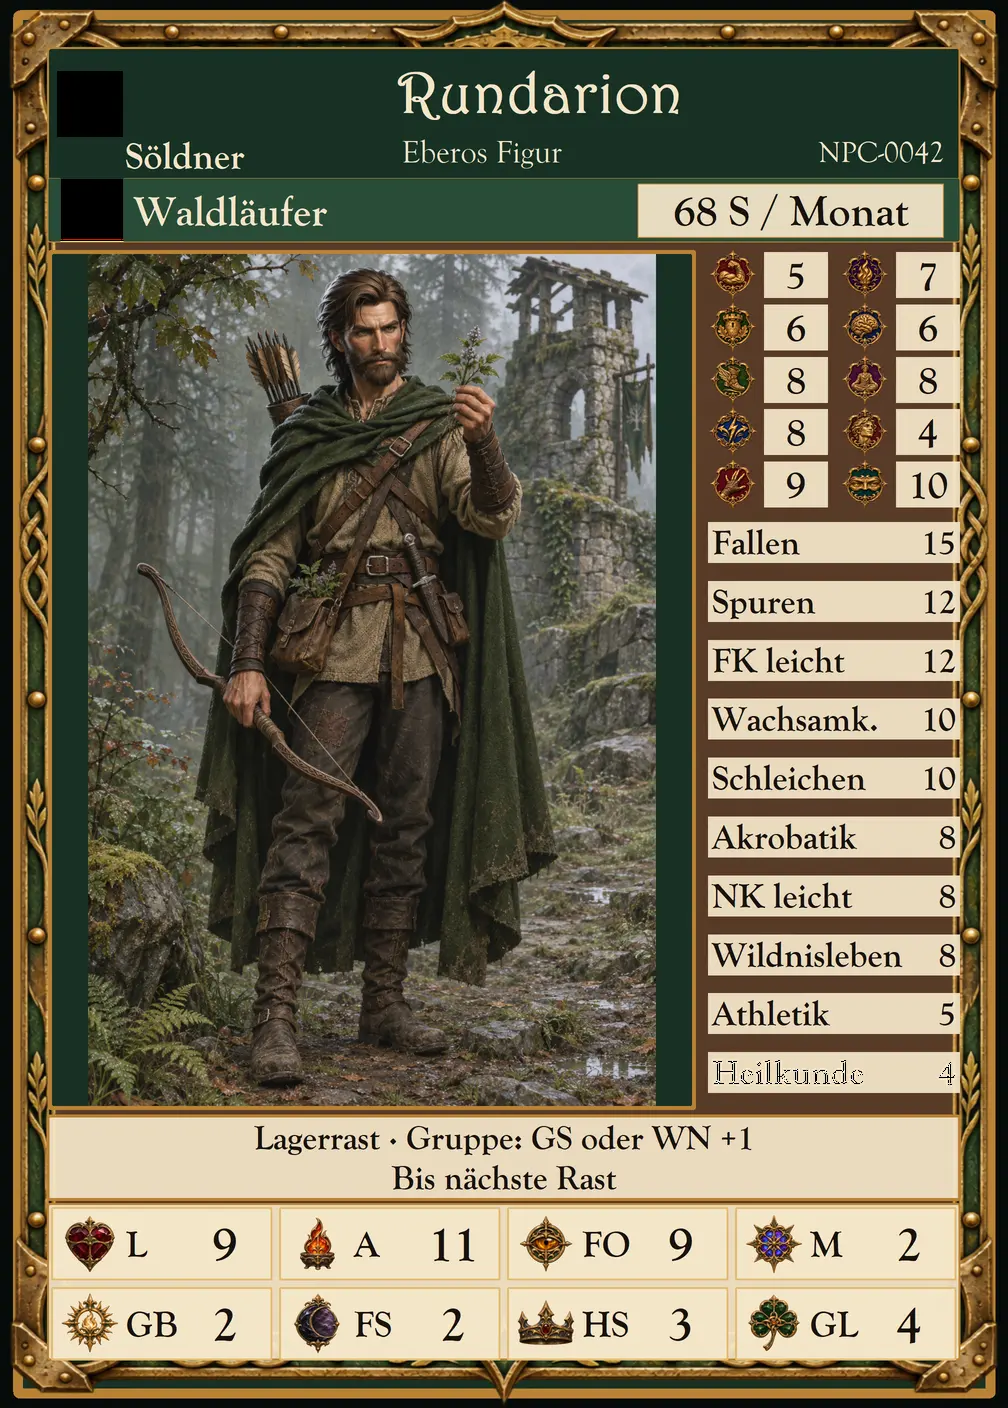 Rundarion
Söldner
Eberos Figur
NPC-0042
Waldläufer
68 S / Monat
5 7
6 6
8 8
8 4
9 10
Fallen 15
Spuren 12
FK leicht 12
Wachsamk. 10
Schleichen 10
Akrobatik 8
NK leicht 8
Wildnisleben 8
Athletik 5
Heilkunde 4
Lagerrast · Gruppe: GS oder WN +1
Bis nächste Rast
L 9 A 11 FO 9 M 2
GB 2 FS 2 HS 3 GL 4